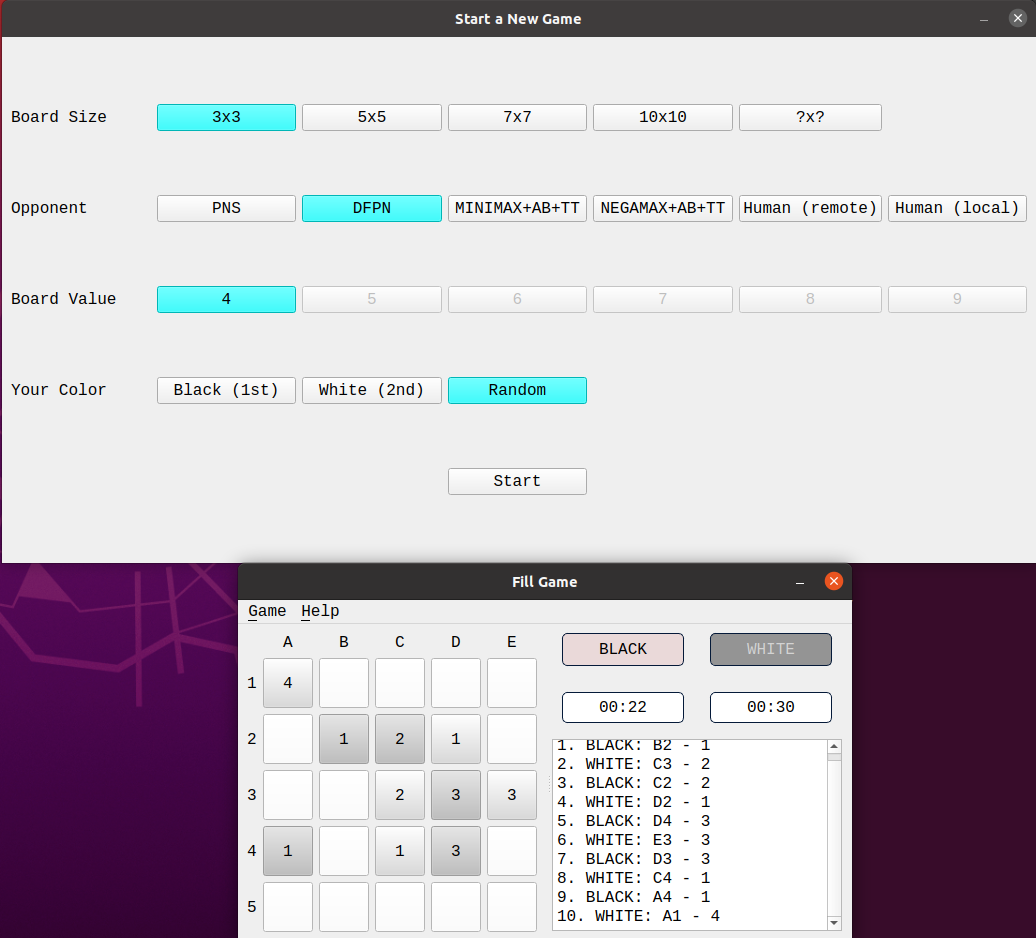 Start a New Game
Board Size 3x3 5x5 7x7 10x10 ?x?
Opponent PNS DFPN MINIMAX+AB+TT NEGAMAX+AB+TT Human (remote) Human (local)
Board Value 4 5 6 7 8 9
Your Color Black (1st) White (2nd) Random
Start
Fill Game
Game Help
A B C D E
1 4
2 1 2 1
3 2 3 3
4 1 1 3
5
BLACK WHITE
00:22 00:30
1. BLACK: B2 - 1
2. WHITE: C3 - 2
3. BLACK: C2 - 2
4. WHITE: D2 - 1
5. BLACK: D4 - 3
6. WHITE: E3 - 3
7. BLACK: D3 - 3
8. WHITE: C4 - 1
9. BLACK: A4 - 1
10. WHITE: A1 - 4